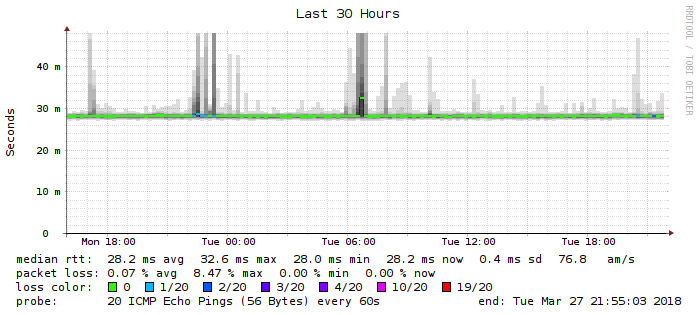 Last 30 Hours
RRDTOOL / TOBI OETIKER
Seconds
40 m
30 m
20 m
10 m
0
Mon 18:00 Tue 00:00 Tue 06:00 Tue 12:00 Tue 18:00
median rtt: 28.2 ms avg 32.6 ms max 28.0 ms min 28.2 ms now 0.4 ms sd 76.8 am/s
packet loss: 0.07 % avg 8.47 % max 0.00 % min 0.00 % now
loss color: 0 1/20 2/20 3/20 4/20 10/20 19/20
probe: 20 ICMP Echo Pings (56 Bytes) every 60s end: Tue Mar 27 21:55:03 2018